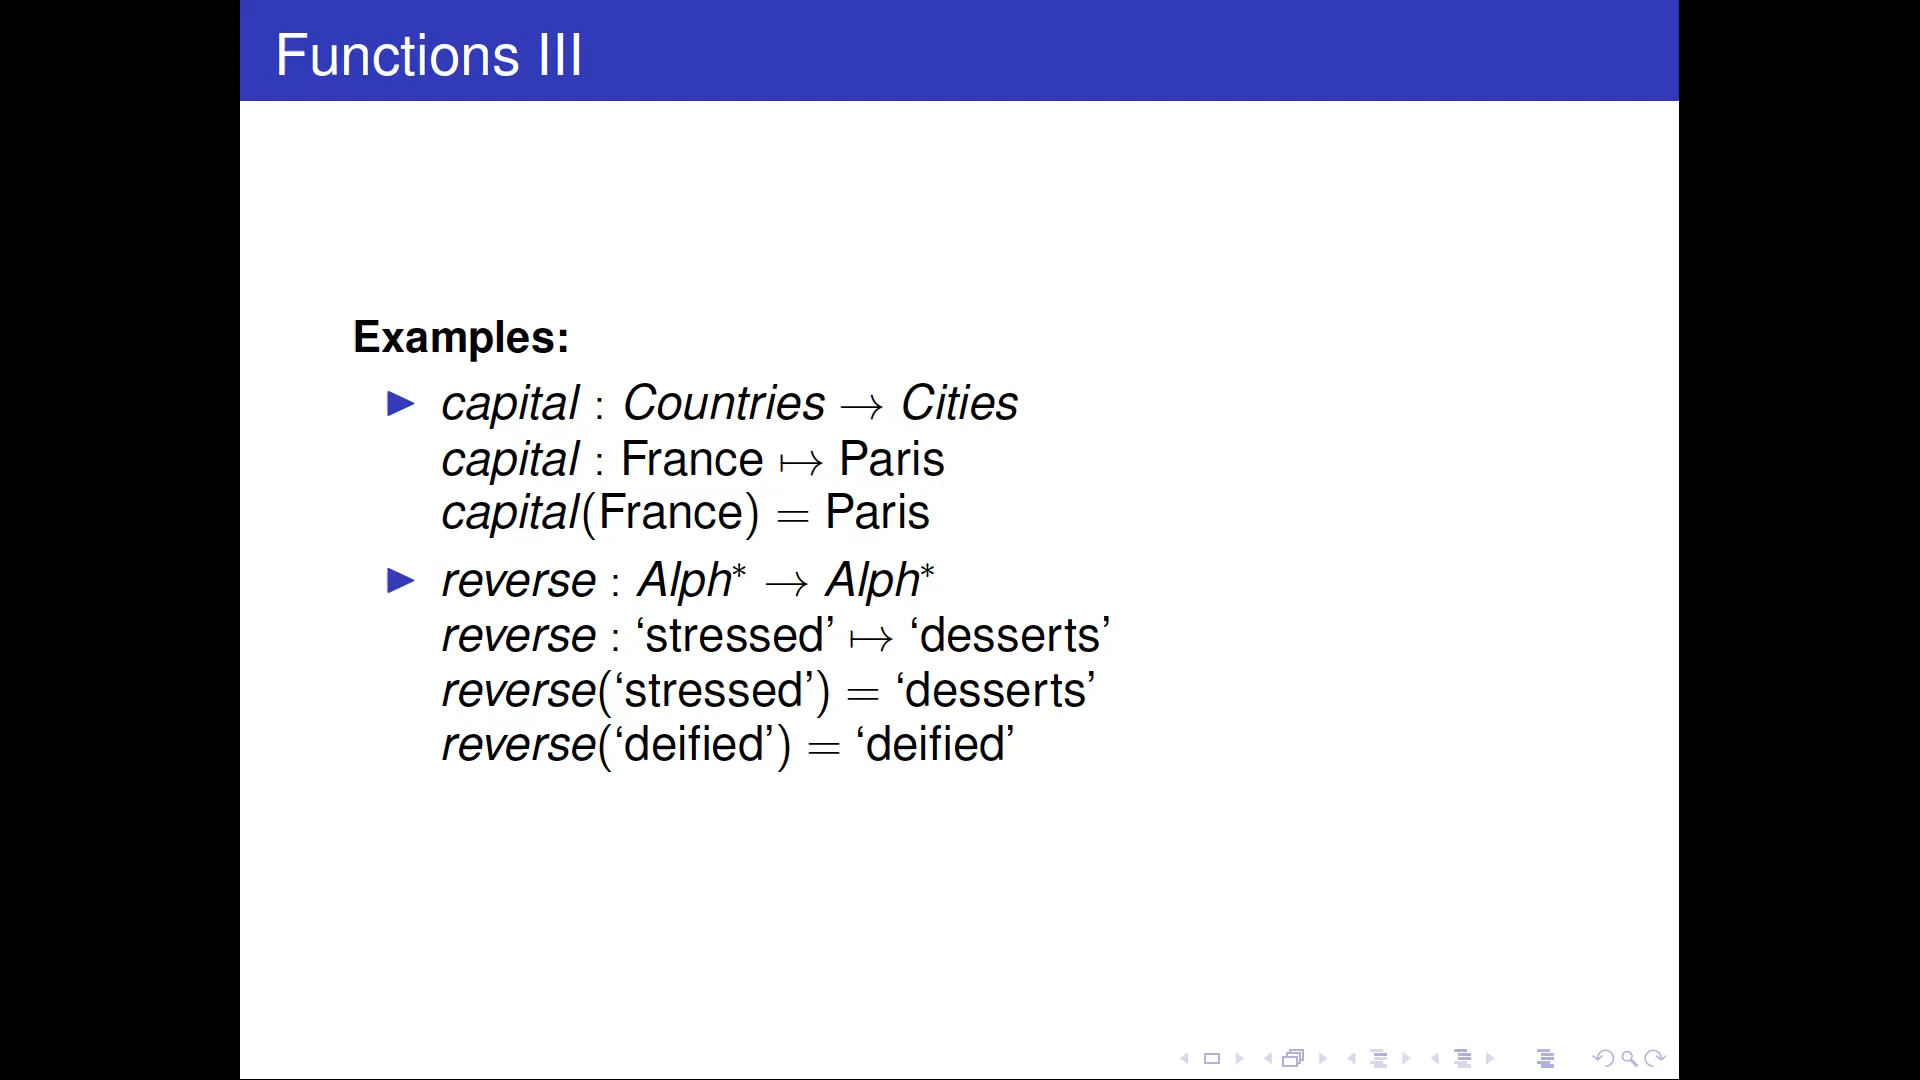 Functions III
Examples:
capital : Countries → Cities
capital : France ↦ Paris
capital(France) = Paris
reverse : Alph* → Alph*
reverse : ‘stressed’ ↦ ‘desserts’
reverse(‘stressed’) = ‘desserts’
reverse(‘deified’) = ‘deified’